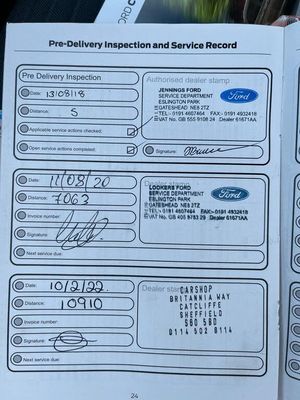 Pre-Delivery Inspection and Service Record
Pre Delivery Inspection
Date: 13/08/18
Distance: 5
Applicable service actions checked:
Open service actions completed:
Authorised dealer stamp
JENNINGS FORD
SERVICE DEPARTMENT
ESLINGTON PARK
GATESHEAD NE8 2TZ
TEL:- 0191 4607464 FAX:- 0191 4932418
VAT No. GB 555 9108 24 Dealer 61671AA
Ford
Signature:
Date: 11/08/20
Distance: 7063
Invoice number:
Signature:
Next service due:
LOOKERS FORD
SERVICE DEPARTMENT
ESLINGTON PARK
GATESHEAD NE8 2TZ
TEL:- 0191 4607464 FAX:- 0191 4932418
VAT No. GB 405 9783 29 Dealer 61671AA
Ford
Date: 10/2/22
Distance: 10910
Invoice number:
Signature:
Next service due:
Dealer
CARSHOP
BRITANNIA WAY
CATCLIFFE
SHEFFIELD
S60 5BD
0114 502 0114
24